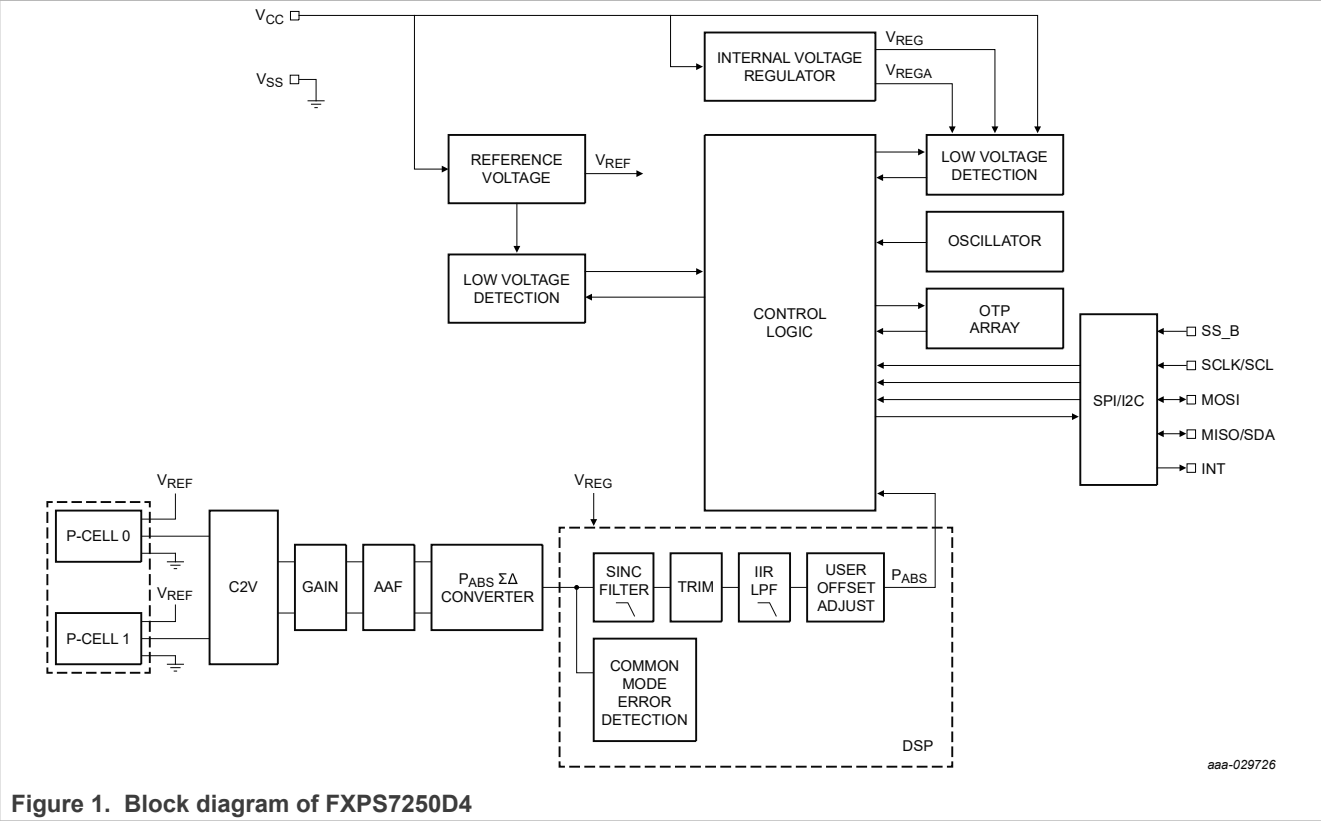 VCC
VSS
INTERNAL VOLTAGE
REGULATOR
VREG
VREGA
REFERENCE
VOLTAGE
VREF
LOW VOLTAGE
DETECTION
LOW VOLTAGE
DETECTION
OSCILLATOR
OTP
ARRAY
CONTROL
LOGIC
SPI/I2C
SS_B
SCLK/SCL
MOSI
MISO/SDA
INT
VREF
P-CELL 0
VREF
P-CELL 1
C2V
GAIN
AAF
PABS ΣΔ
CONVERTER
VREG
SINC
FILTER
TRIM
IIR
LPF
USER
OFFSET
ADJUST
PABS
COMMON
MODE
ERROR
DETECTION
DSP
aaa-029726
Figure 1. Block diagram of FXPS7250D4